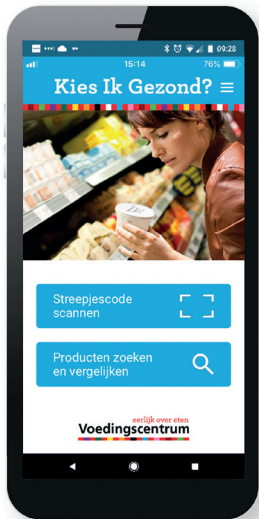 09:28
15:14
76%
Kies Ik Gezond?
Streepjescode
scannen
Producten zoeken
en vergelijken
eerlijk over eten
Voedingscentrum